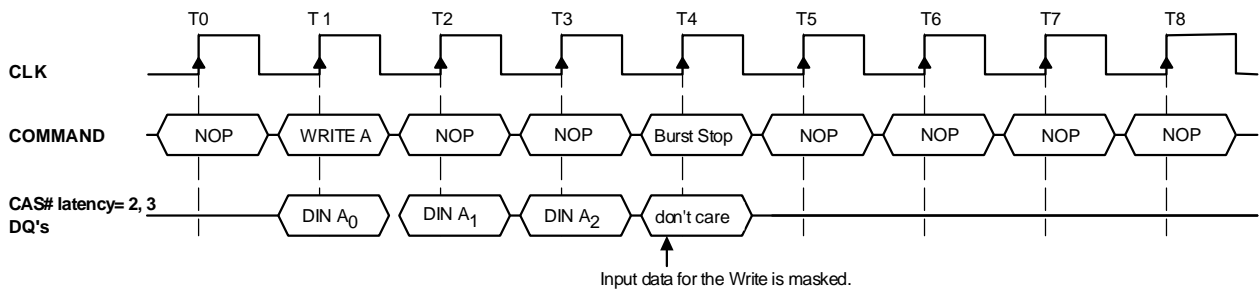 T0 T1 T2 T3 T4 T5 T6 T7 T8
CLK
COMMAND NOP WRITE A NOP NOP Burst Stop NOP NOP NOP NOP
CAS# latency= 2, 3
DQ's DIN A0 DIN A1 DIN A2 don't care
Input data for the Write is masked.